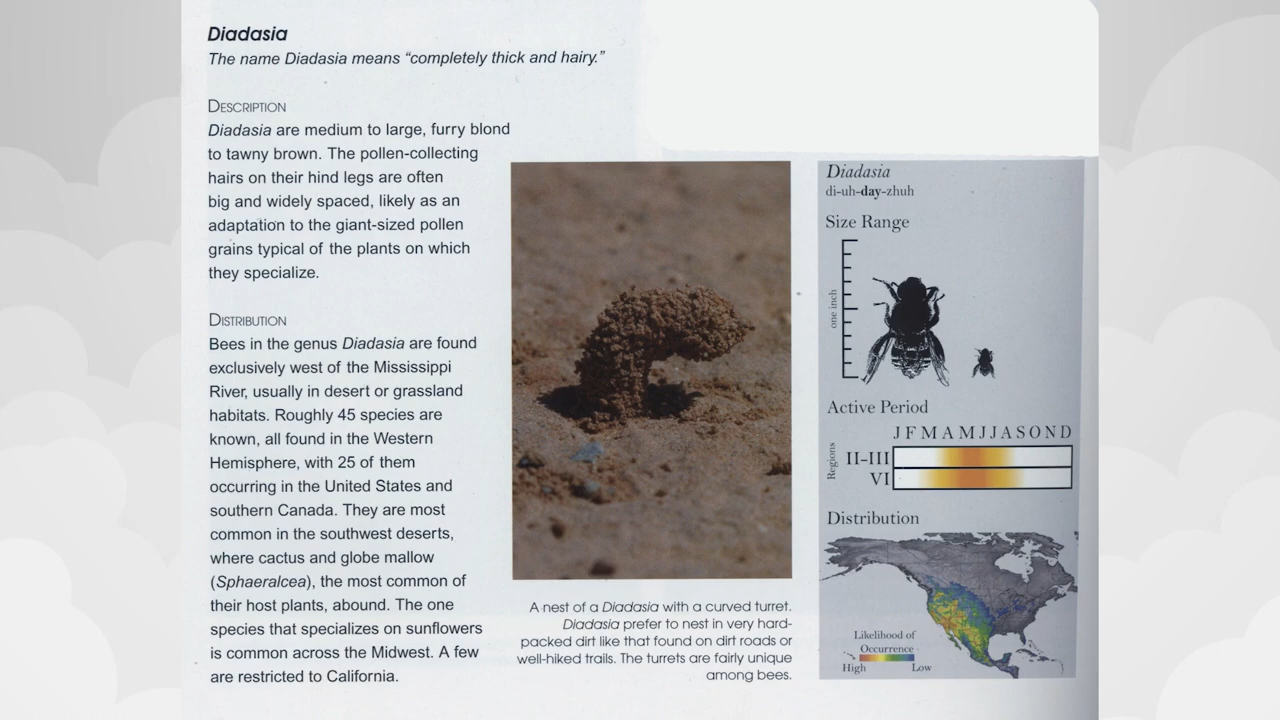 Diadasia
The name Diadasia means “completely thick and hairy.”
DESCRIPTION
Diadasia are medium to large, furry blond
to tawny brown. The pollen-collecting
hairs on their hind legs are often
big and widely spaced, likely as an
adaptation to the giant-sized pollen
grains typical of the plants on which
they specialize.
DISTRIBUTION
Bees in the genus Diadasia are found
exclusively west of the Mississippi
River, usually in desert or grassland
habitats. Roughly 45 species are
known, all found in the Western
Hemisphere, with 25 of them
occurring in the United States and
southern Canada. They are most
common in the southwest deserts,
where cactus and globe mallow
(Sphaeralcea), the most common of
their host plants, abound. The one
species that specializes on sunflowers
is common across the Midwest. A few
are restricted to California.
A nest of a Diadasia with a curved turret.
Diadasia prefer to nest in very hard-
packed dirt like that found on dirt roads or
well-hiked trails. The turrets are fairly unique
among bees.
Diadasia
di-uh-day-zhuh
Size Range
one inch
Active Period
J F M A M J J A S O N D
Regions
II–III
VI
Distribution
Likelihood of
Occurrence
High Low